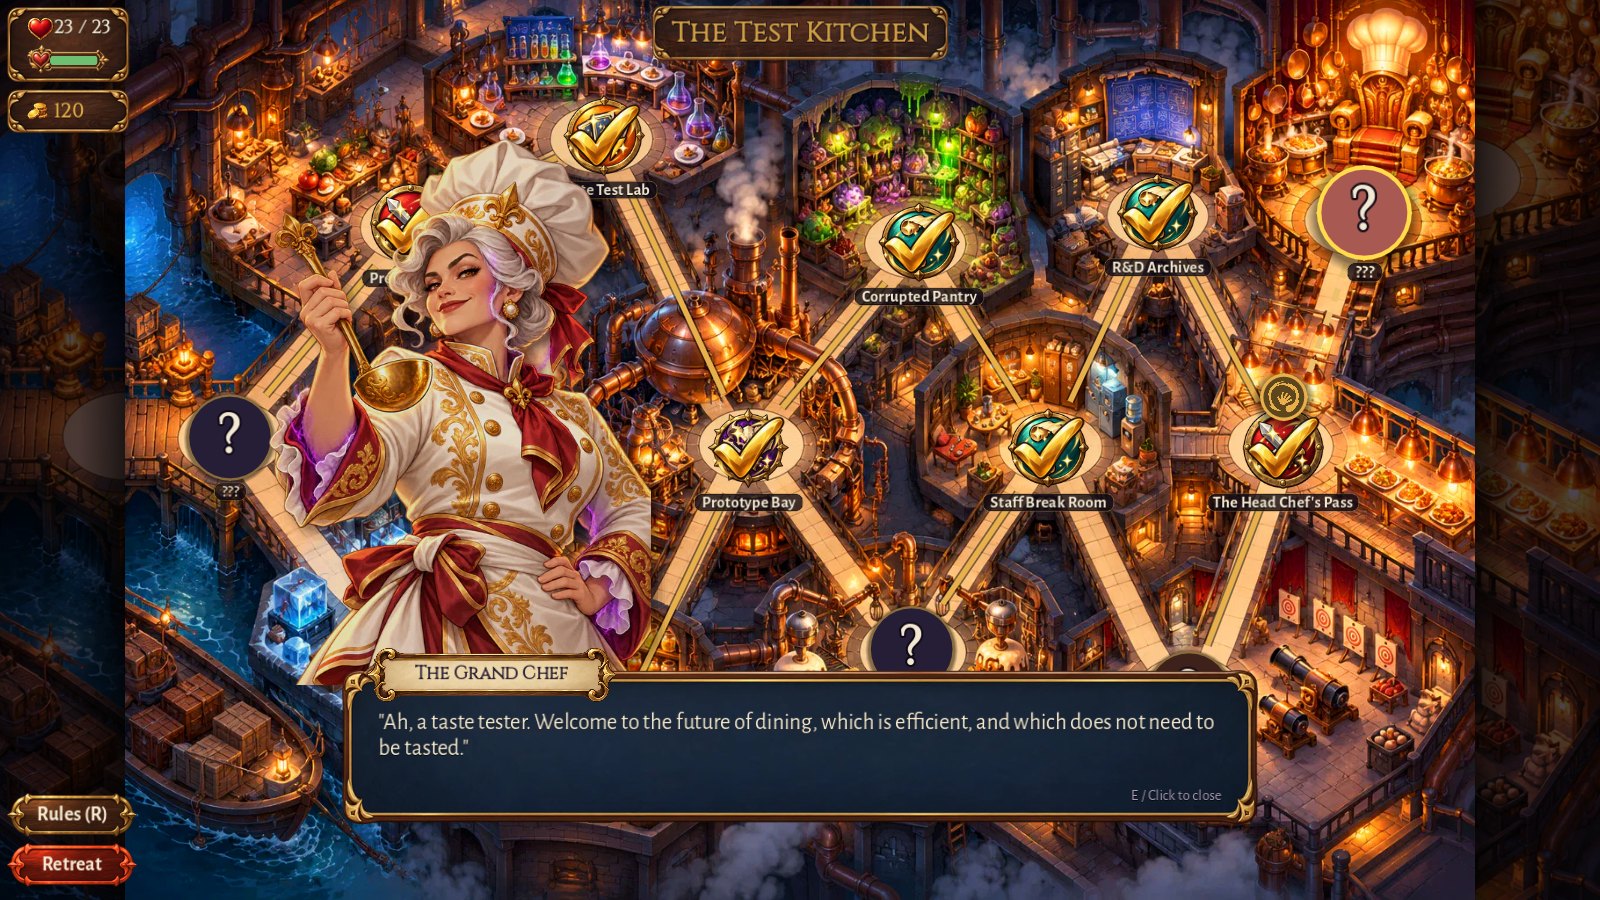 23 / 23
THE TEST KITCHEN
120
Test Lab
R&D Archives
???
Corrupted Pantry
???
Prototype Bay
Staff Break Room
The Head Chef's Pass
THE GRAND CHEF
"Ah, a taste tester. Welcome to the future of dining, which is efficient, and which does not need to
be tasted."
E / Click to close
Rules (R)
Retreat